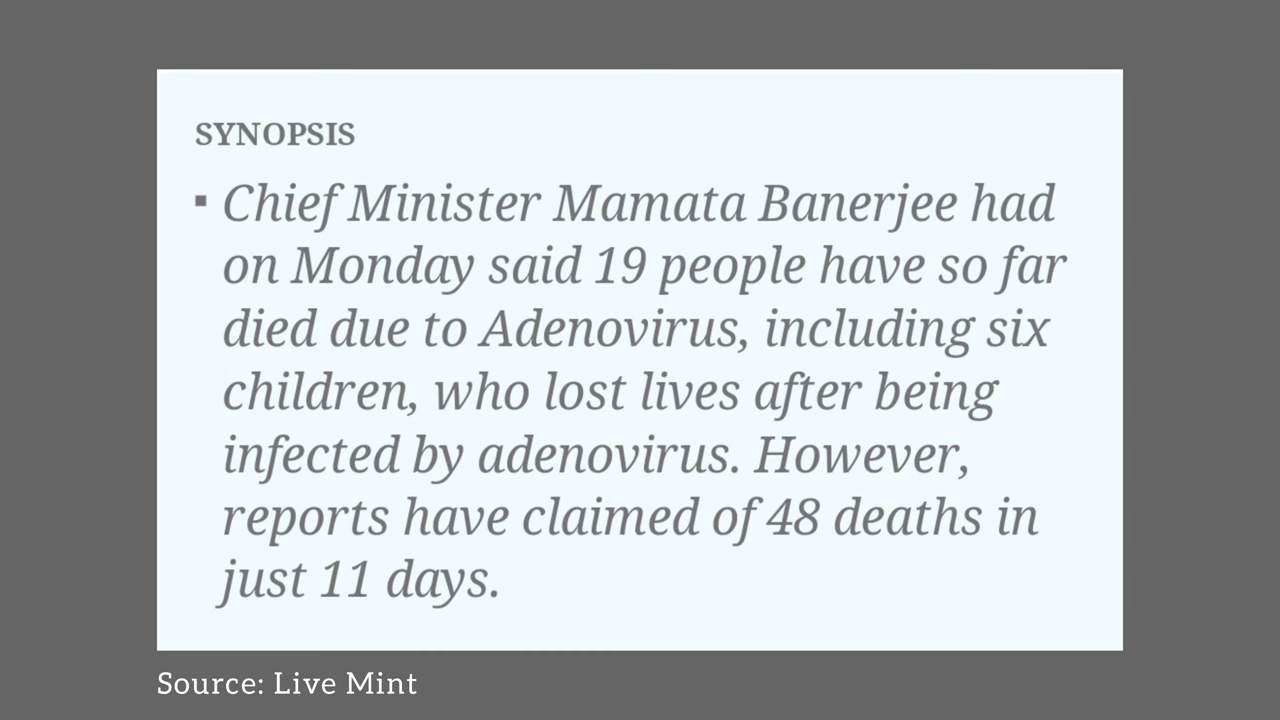 SYNOPSIS
▪ Chief Minister Mamata Banerjee had
on Monday said 19 people have so far
died due to Adenovirus, including six
children, who lost lives after being
infected by adenovirus. However,
reports have claimed of 48 deaths in
just 11 days.
Source: Live Mint